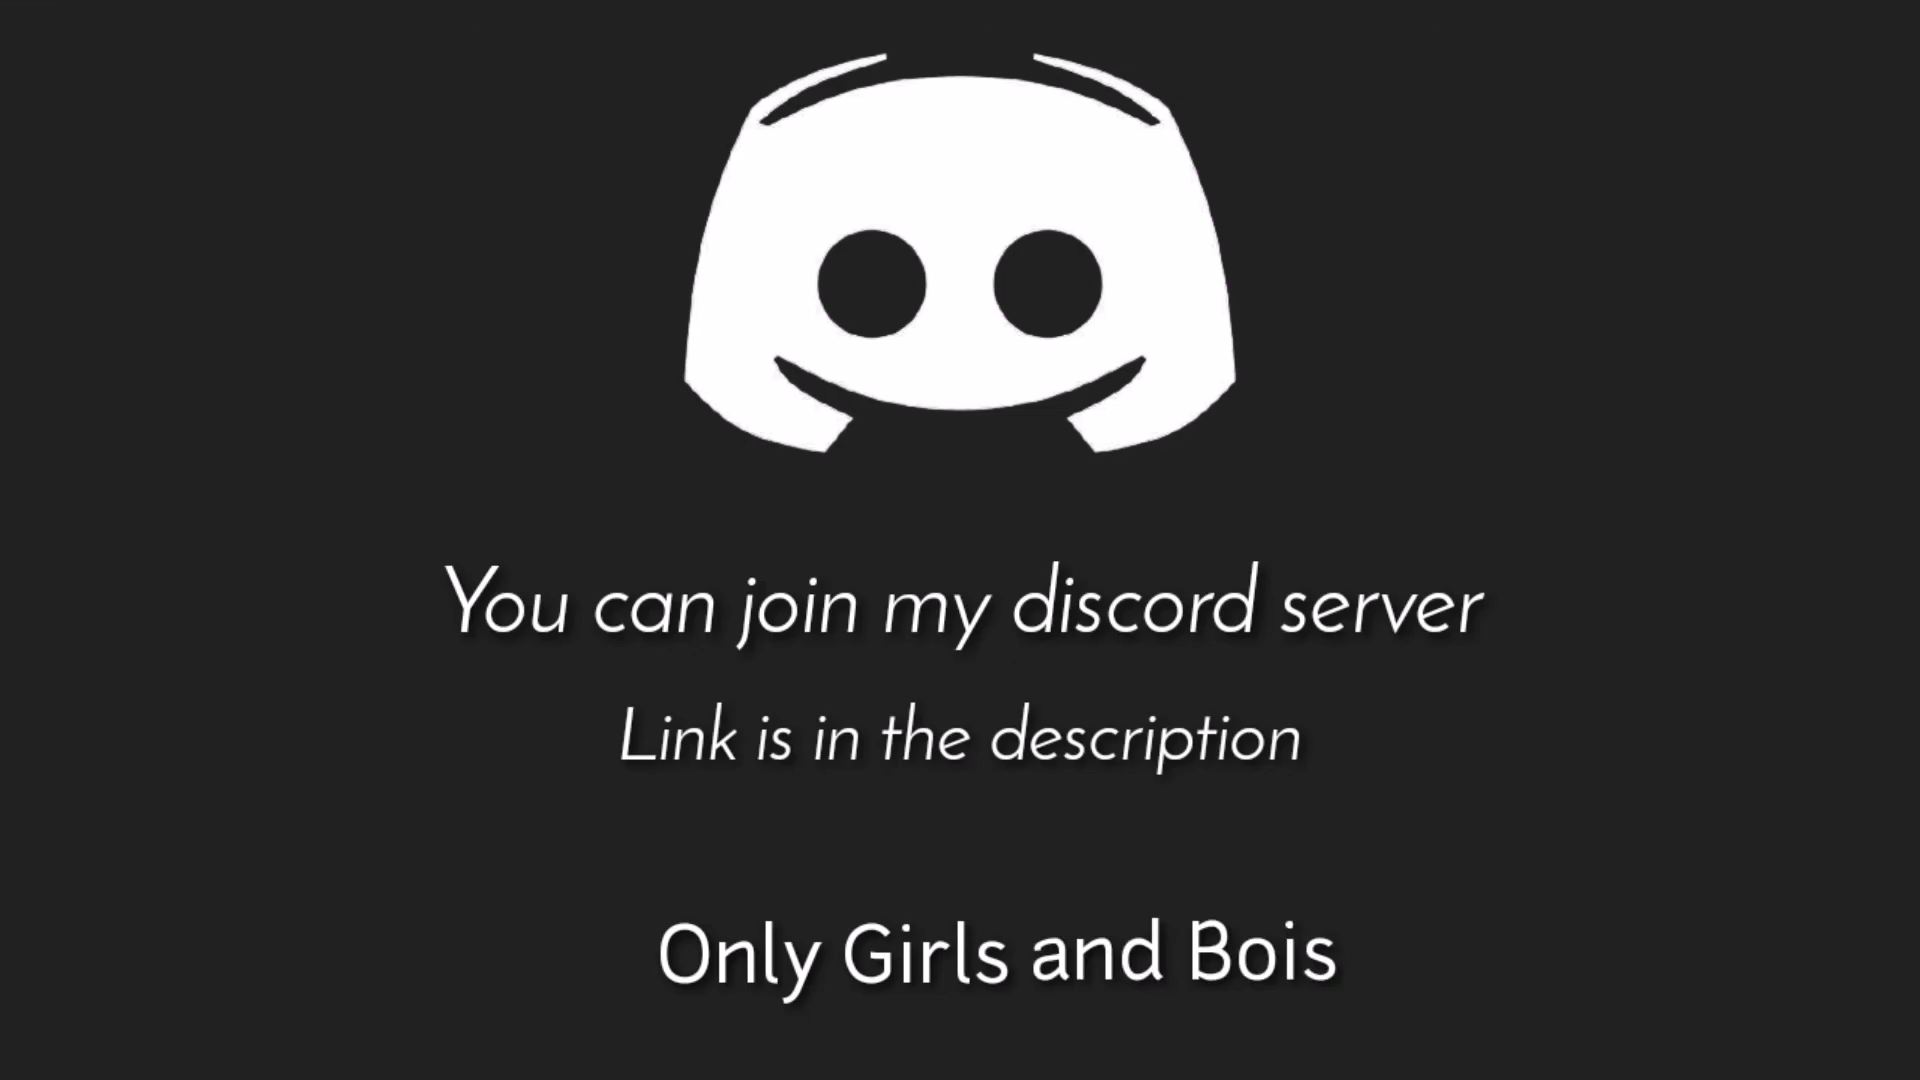 You can join my discord server
Link is in the description
Only Girls and Bois